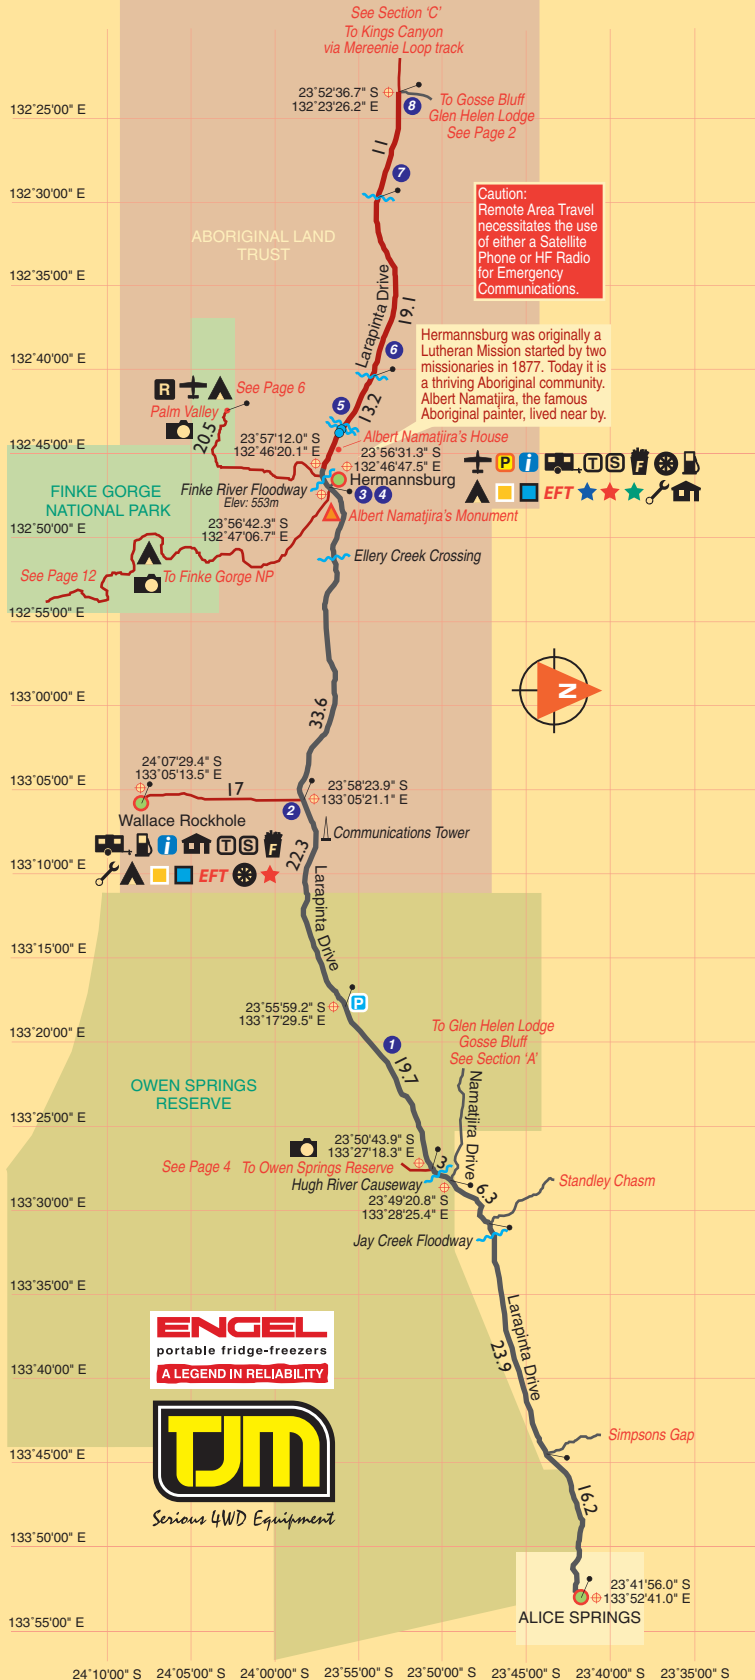 See Section 'C'
To Kings Canyon
via Mereenie Loop track
23˚52'36.7" S
132˚23'26.2" E
132˚25'00" E
8
To Gosse Bluff
Glen Helen Lodge
See Page 2
11
7
132˚30'00" E
Caution:
Remote Area Travel
necessitates the use
of either a Satellite
Phone or HF Radio
for Emergency
Communications.
ABORIGINAL LAND
TRUST
132˚35'00" E
Larapinta Drive
19.1
Hermannsburg was originally a
Lutheran Mission started by two
missionaries in 1877. Today it is
a thriving Aboriginal community.
Albert Namatjira, the famous
Aboriginal painter, lived near by.
6
132˚40'00" E
R
See Page 6
13.2
5
Palm Valley
20.5
23˚57'12.0" S
132˚46'20.1" E
Albert Namatjira's House
132˚45'00" E
23˚56'31.3" S
132˚46'47.5" E
P
i
T
S
F
Hermannsburg
3
4
EFT
FINKE GORGE
NATIONAL PARK
Finke River Floodway
Elev: 553m
23˚56'42.3" S
132˚47'06.7" E
Albert Namatjira's Monument
132˚50'00" E
Ellery Creek Crossing
See Page 12
To Finke Gorge NP
132˚55'00" E
N
133˚00'00" E
33.6
24˚07'29.4" S
133˚05'13.5" E
17
23˚58'23.9" S
133˚05'21.1" E
133˚05'00" E
2
Wallace Rockhole
Communications Tower
i
T
S
F
22.3
133˚10'00" E
EFT
Larapinta Drive
133˚15'00" E
23˚55'59.2" S
133˚17'29.5" E
P
133˚20'00" E
1
19.7
To Glen Helen Lodge
Gosse Bluff
See Section 'A'
OWEN SPRINGS
RESERVE
Namatjira Drive
133˚25'00" E
23˚50'43.9" S
133˚27'18.3" E
See Page 4
To Owen Springs Reserve
3
Hugh River Causeway
6.3
Standley Chasm
23˚49'20.8" S
133˚28'25.4" E
133˚30'00" E
Jay Creek Floodway
133˚35'00" E
Larapinta Drive
23.9
ENGEL
portable fridge-freezers
A LEGEND IN RELIABILITY
133˚40'00" E
TJM
Serious 4WD Equipment
Simpsons Gap
133˚45'00" E
16.2
133˚50'00" E
23˚41'56.0" S
133˚52'41.0" E
ALICE SPRINGS
133˚55'00" E
24˚10'00" S
24˚05'00" S
24˚00'00" S
23˚55'00" S
23˚50'00" S
23˚45'00" S
23˚40'00" S
23˚35'00" S